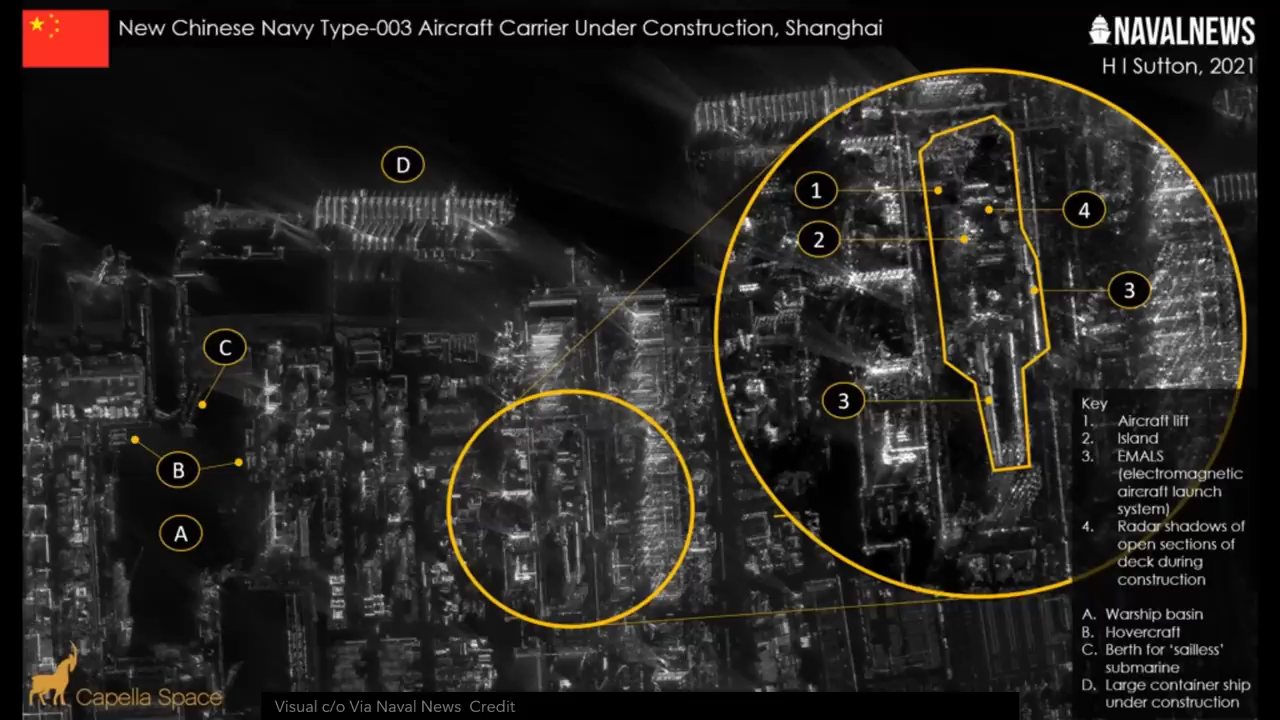 New Chinese Navy Type-003 Aircraft Carrier Under Construction, Shanghai
NAVALNEWS
H I Sutton, 2021
D
1
4
2
3
C
3
B
A
Key
1. Aircraft lift
2. Island
3. EMALS
(electromagnetic
aircraft launch
system)
4. Radar shadows of
open sections of
deck during
construction
A. Warship basin
B. Hovercraft
C. Berth for ‘sailless’
submarine
D. Large container ship
under construction
Capella Space
Visual c/o Via Naval News Credit